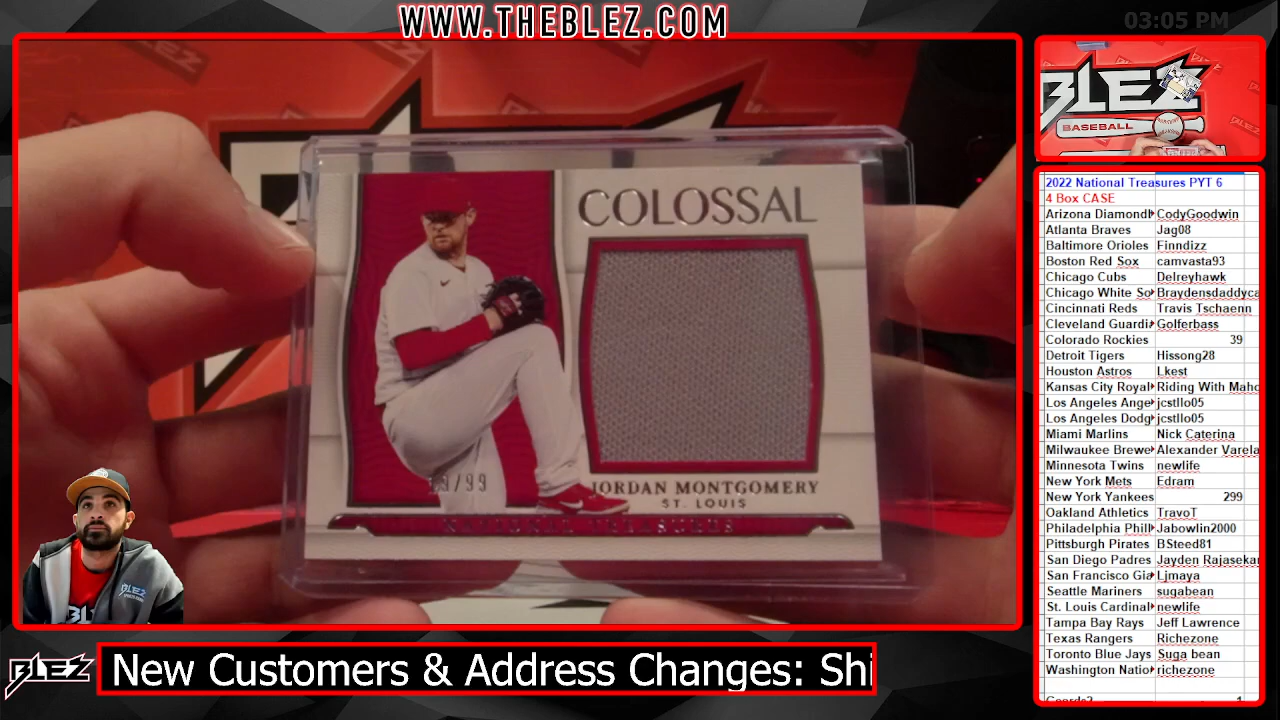 WWW.THEBLEZ.COM
03:05 PM
COLOSSAL
/99
JORDAN MONTGOMERY
ST. LOUIS
NATIONAL TREASURES
BLEZ
BASEBALL
2022 National Treasures PYT 6
4 Box CASE
Arizona Diamond CodyGoodwin
Atlanta Braves Jag08
Baltimore Orioles Finndizz
Boston Red Sox camvasta93
Chicago Cubs Delreyhawk
Chicago White So Braydensdaddyca
Cincinnati Reds Travis Tschaenn
Cleveland Guardi Golferbass
Colorado Rockies 39
Detroit Tigers Hissong28
Houston Astros Lkest
Kansas City Royal Riding With Maho
Los Angeles Ange jcstllo05
Los Angeles Dodg jcstllo05
Miami Marlins Nick Caterina
Milwaukee Brewe Alexander Varela
Minnesota Twins newlife
New York Mets Edram
New York Yankees 299
Oakland Athletics TravoT
Philadelphia Phill Jabowlin2000
Pittsburgh Pirates BSteed81
San Diego Padres Jayden Rajasekar
San Francisco Gia Ljmaya
Seattle Mariners sugabean
St. Louis Cardinal newlife
Tampa Bay Rays Jeff Lawrence
Texas Rangers Richezone
Toronto Blue Jays Suga bean
Washington Natio richezone
BLEZ
BLEZ New Customers & Address Changes: Shi